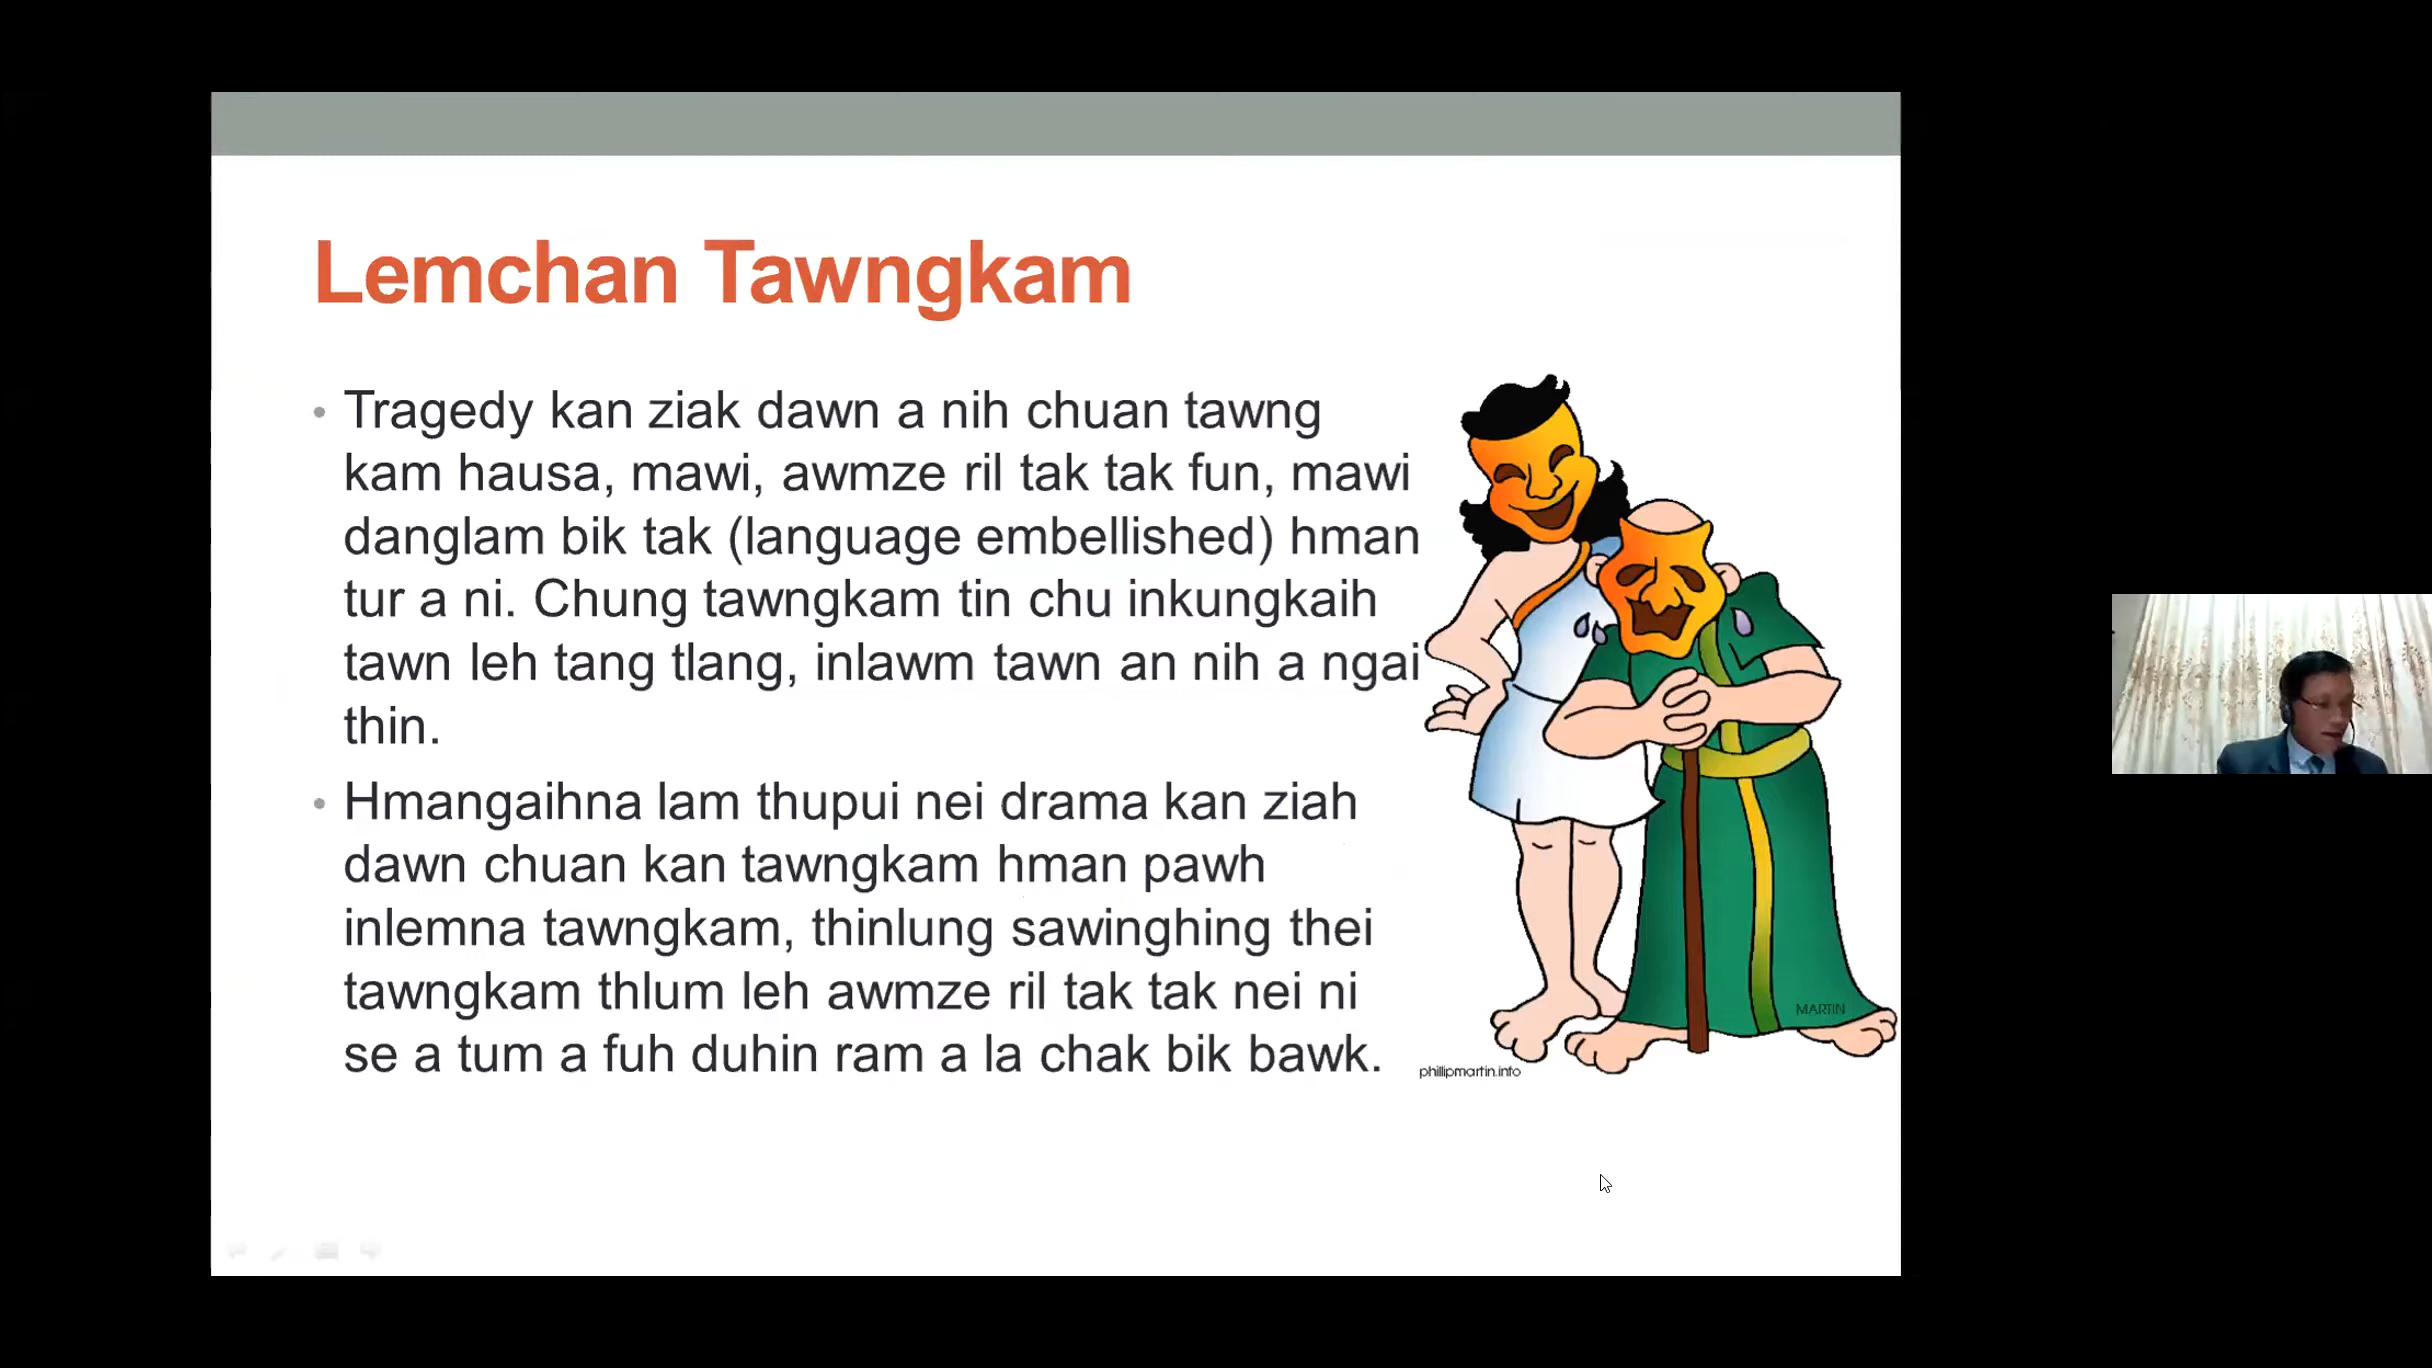 Lemchan Tawngkam
• Tragedy kan ziak dawn a nih chuan tawng
kam hausa, mawi, awmze ril tak tak fun, mawi
danglam bik tak (language embellished) hman
tur a ni. Chung tawngkam tin chu inkungkaih
tawn leh tang tlang, inlawm tawn an nih a ngai
thin.
• Hmangaihna lam thupui nei drama kan ziah
dawn chuan kan tawngkam hman pawh
inlemna tawngkam, thinlung sawinghing thei
tawngkam thlum leh awmze ril tak tak nei ni
se a tum a fuh duhin ram a la chak bik bawk.
MARTIN
phillipmartin.info